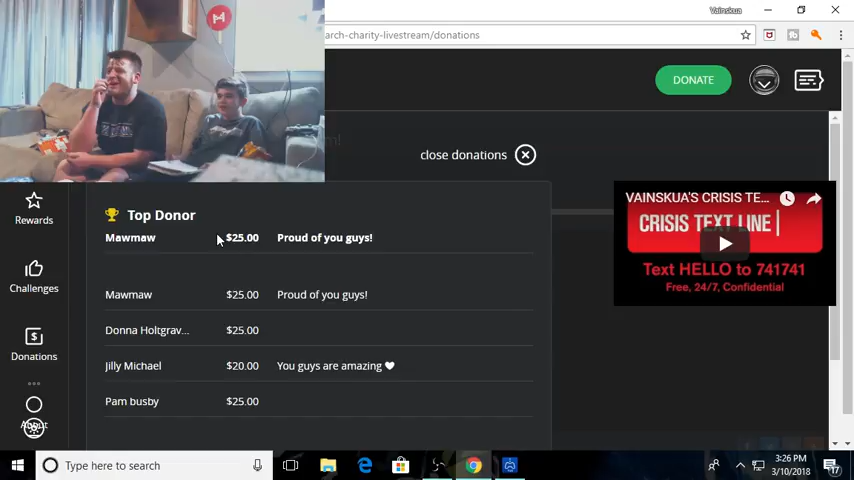 Vainskua
arch-charity-livestream/donations
DONATE
close donations
Rewards
Challenges
Donations
About
Top Donor
Mawmaw $25.00 Proud of you guys!
Mawmaw $25.00 Proud of you guys!
Donna Holtgrav... $25.00
Jilly Michael $20.00 You guys are amazing
Pam busby $25.00
VAINSKUA'S CRISIS TE...
CRISIS TEXT LINE |
Text HELLO to 741741
Free, 24/7, Confidential
Type here to search
3:26 PM
3/10/2018
17